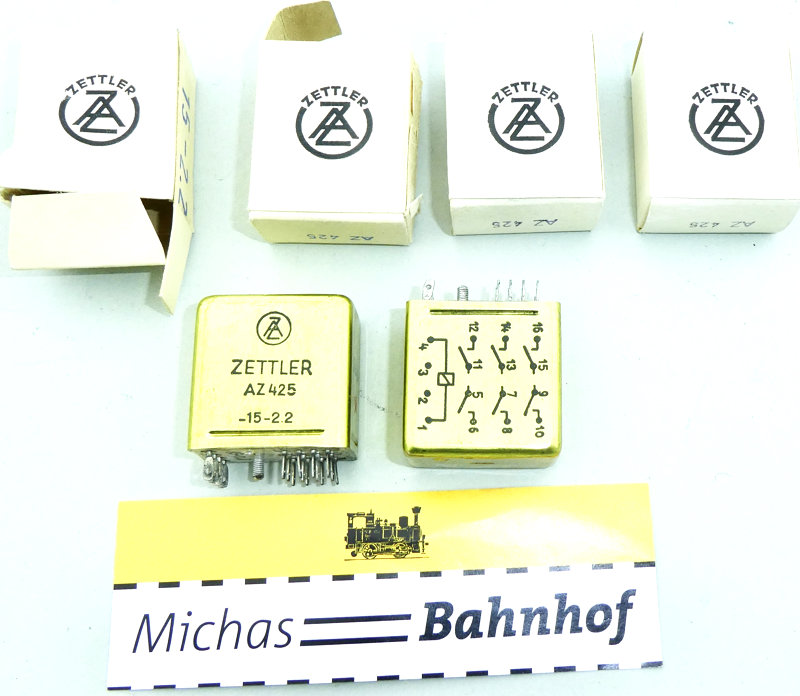 ZETTLER
15-2.2
ZETTLER
AZ 425
ZETTLER
AZ 425
ZETTLER
AZ 425
ZETTLER
AZ 425
-15-2.2
4 3 2 1
12 14 16
11 13 15
5 7 9
6 8 10
Michas Bahnhof